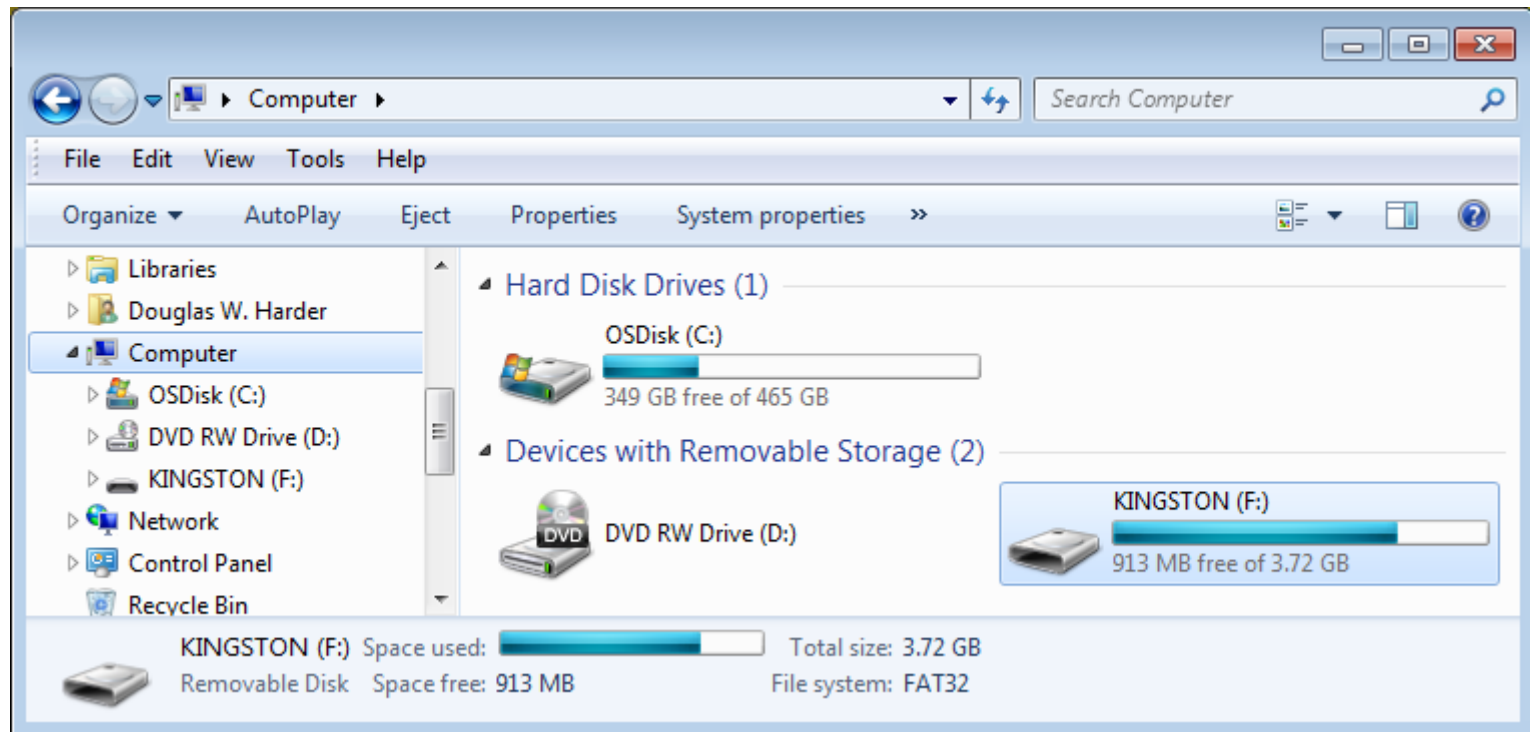 Computer
Search Computer
File Edit View Tools Help
Organize AutoPlay Eject Properties System properties »
Libraries
Douglas W. Harder
Computer
OSDisk (C:)
DVD RW Drive (D:)
KINGSTON (F:)
Network
Control Panel
Recycle Bin
Hard Disk Drives (1)
OSDisk (C:)
349 GB free of 465 GB
Devices with Removable Storage (2)
DVD
DVD RW Drive (D:)
KINGSTON (F:)
913 MB free of 3.72 GB
KINGSTON (F:) Space used: Total size: 3.72 GB
Removable Disk Space free: 913 MB File system: FAT32